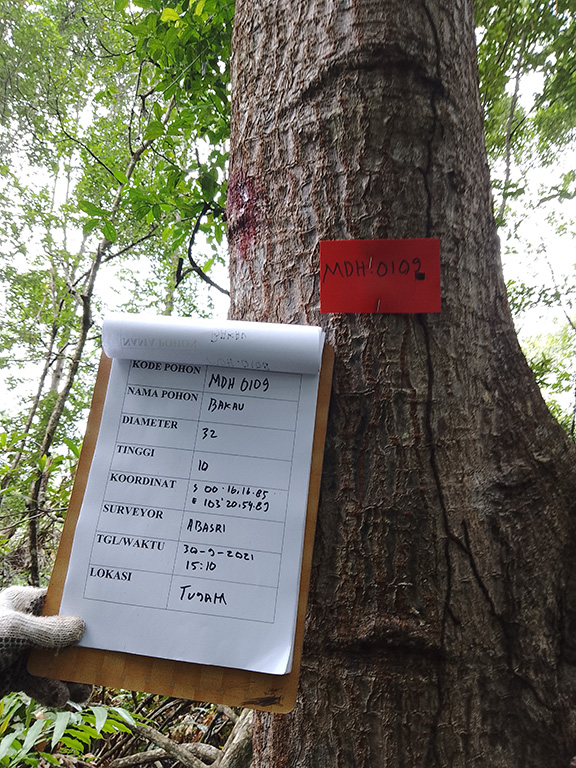 MDH 0109
KODE POHON MDH 0109
NAMA POHON BAKAU
DIAMETER 32
TINGGI 10
KOORDINAT S 00.16.16.85
E 103°20.54.89
SURVEYOR ABASRI
TGL/WAKTU 30-9-2021
15:10
LOKASI TUGAH